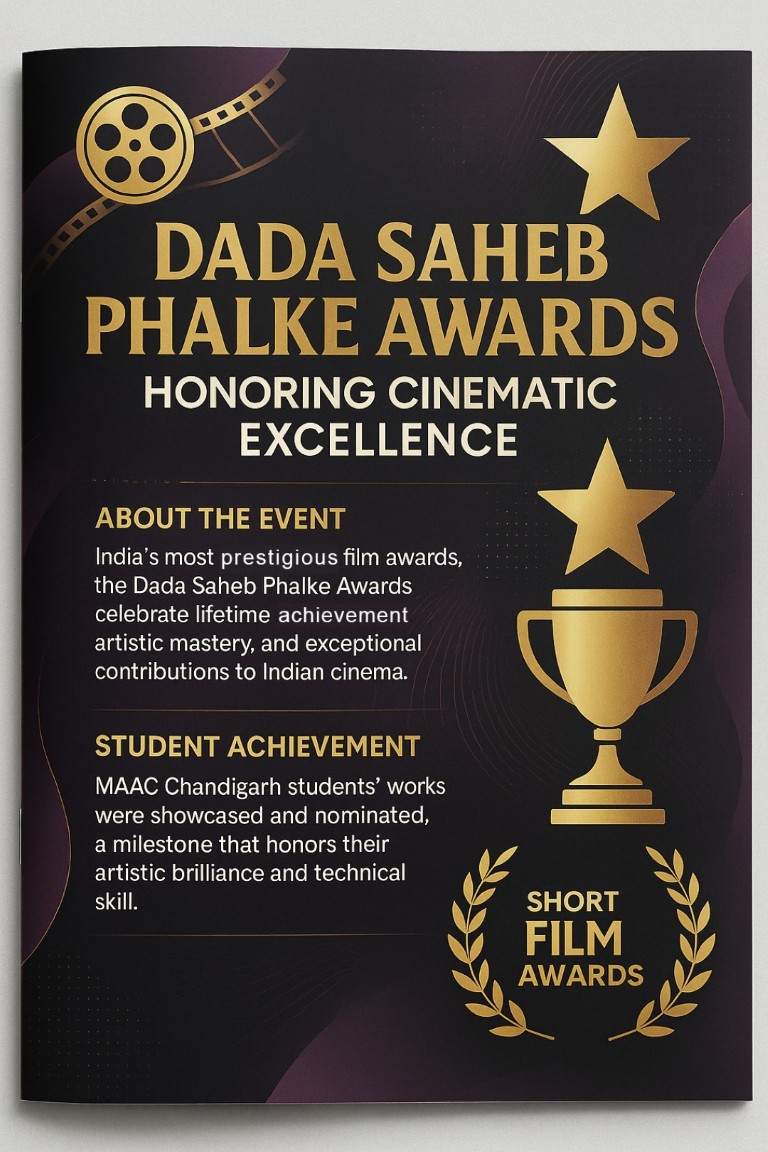 DADA SAHEB
PHALKE AWARDS
HONORING CINEMATIC
EXCELLENCE
ABOUT THE EVENT
India's most prestigious film awards,
the Dada Saheb Phalke Awards
celebrate lifetime achievement
artistic mastery, and exceptional
contributions to Indian cinema.
STUDENT ACHIEVEMENT
MAAC Chandigarh students' works
were showcased and nominated,
a milestone that honors their
artistic brilliance and technical
skill.
SHORT
FILM
AWARDS